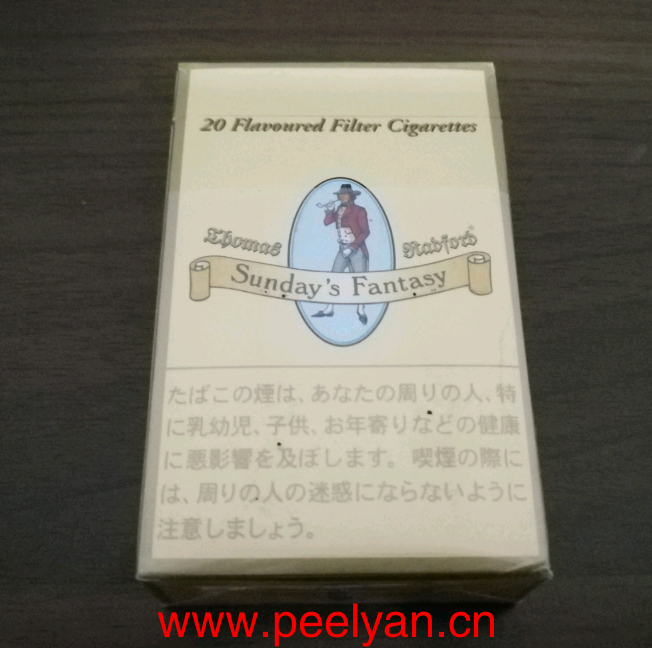 20 Flavoured Filter Cigarettes
Thomas Radford®
Sunday's Fantasy
たばこの煙は、あなたの周りの人、特
に乳幼児、子供、お年寄りなどの健康
に悪影響を及ぼします。喫煙の際に
は、周りの人の迷惑にならないように
注意しましょう。
www.peelyan.cn